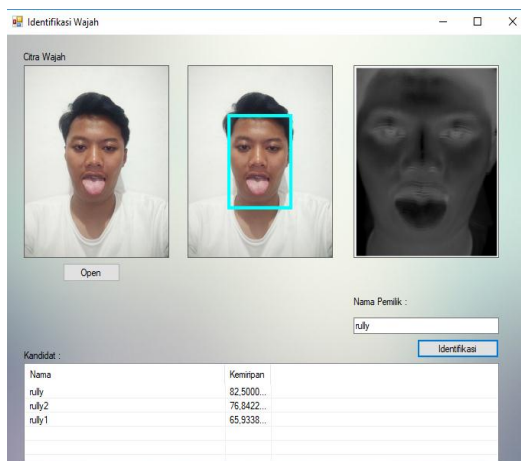 Identifikasi Wajah
Citra Wajah
Open
Nama Pemilik :
rully
Identifikasi
Kandidat :
Nama Kemiripan
rully 82,5000...
rully2 76,8422...
rully1 65,9338...